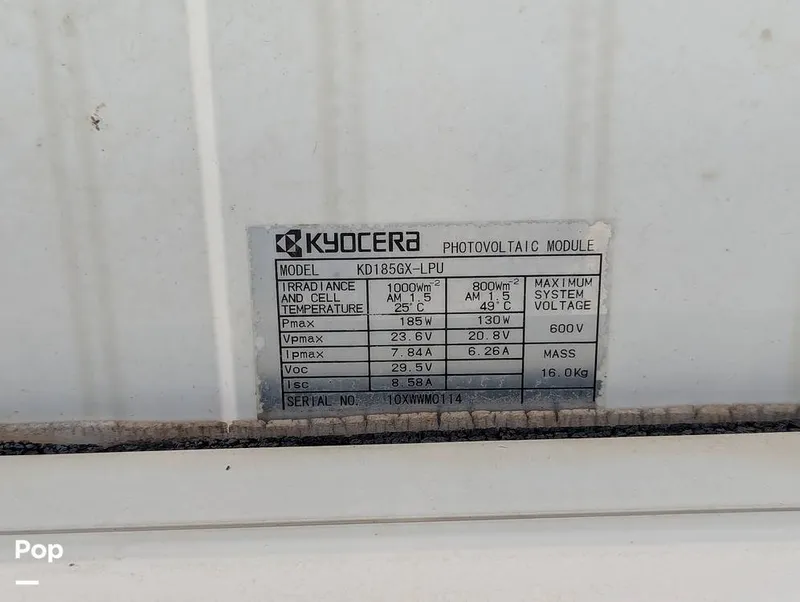 KYOCERA PHOTOVOLTAIC MODULE
MODEL KD185GX-LPU
IRRADIANCE AND CELL TEMPERATURE 1000Wm⁻² AM 1.5 25°C 800Wm⁻² AM 1.5 49°C MAXIMUM SYSTEM VOLTAGE
Pmax 185W 130W 600V
Vpmax 23.6V 20.8V
Ipmax 7.84A 6.26A MASS
Voc 29.5V 16.0Kg
Isc 8.58A
SERIAL NO. 10XWWM0114
Pop